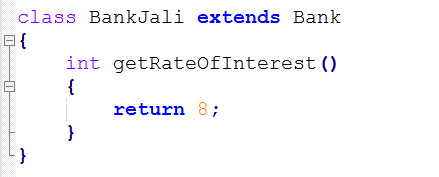 class BankJali extends Bank
{
    int getRateOfInterest()
    {
        return 8;
    }
}